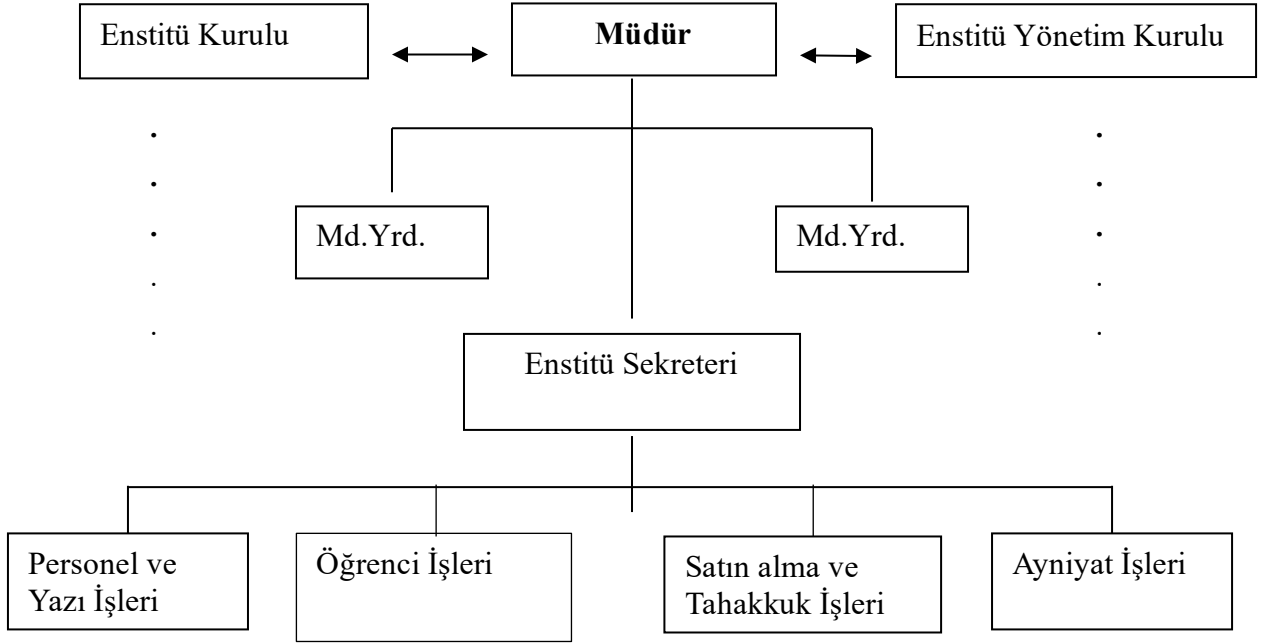 Enstitü Kurulu
Müdür
Enstitü Yönetim Kurulu
Md.Yrd.
Md.Yrd.
Enstitü Sekreteri
Personel ve
Yazı İşleri
Öğrenci İşleri
Satın alma ve
Tahakkuk İşleri
Ayniyat İşleri